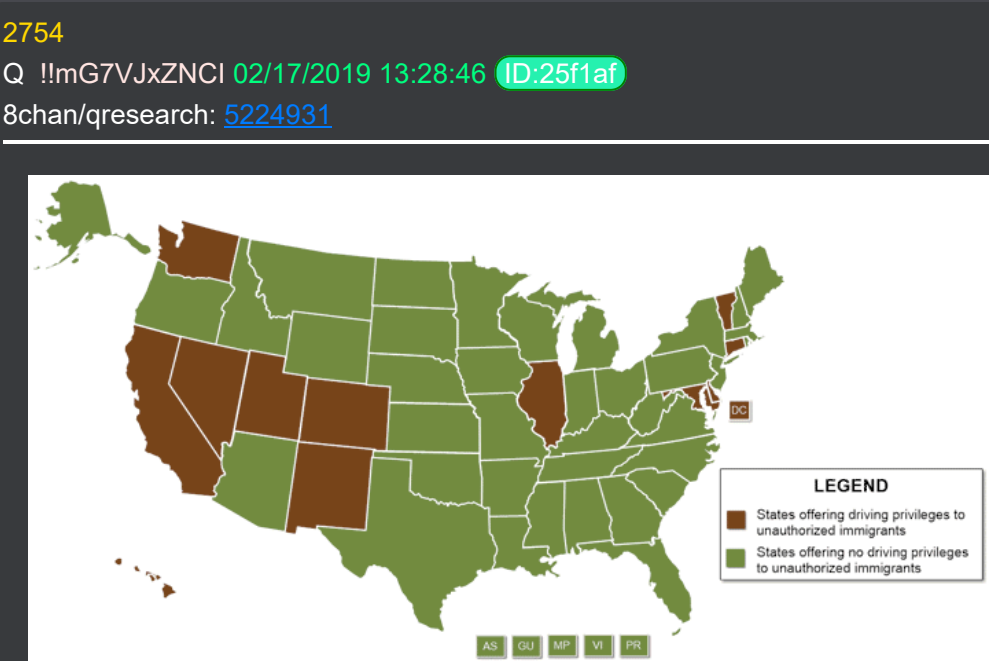 2754
Q !!mG7VJxZNCI 02/17/2019 13:28:46 ID:25f1af
8chan/qresearch: 5224931
DC
LEGEND
States offering driving privileges to
unauthorized immigrants
States offering no driving privileges
to unauthorized immigrants
AS GU MP VI PR